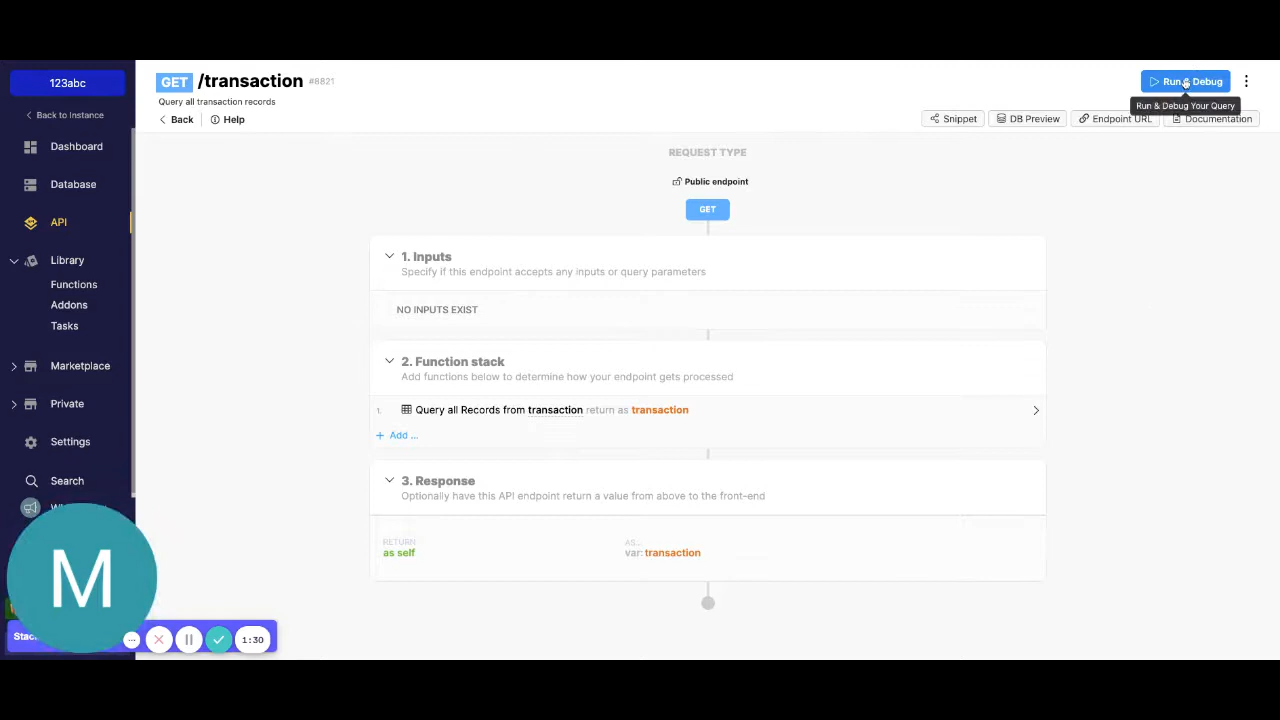 123abc
Back to Instance
Dashboard
Database
API
Library
Functions
Addons
Tasks
Marketplace
Private
Settings
Search
M
Stac
1:30
GET /transaction #8821
Query all transaction records
Back
Help
Run & Debug
Run & Debug Your Query
Snippet
DB Preview
Endpoint URL
Documentation
REQUEST TYPE
Public endpoint
GET
1. Inputs
Specify if this endpoint accepts any inputs or query parameters
NO INPUTS EXIST
2. Function stack
Add functions below to determine how your endpoint gets processed
1. Query all Records from transaction return as transaction
+ Add ...
3. Response
Optionally have this API endpoint return a value from above to the front-end
RETURN AS...
as self var: transaction